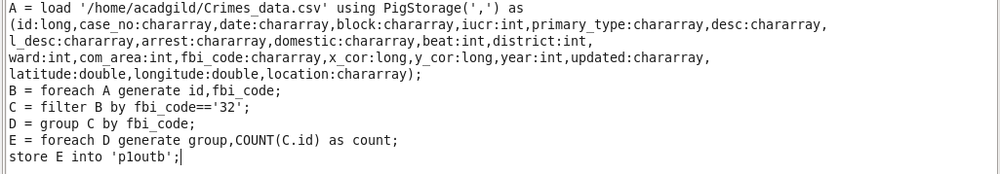 A = load '/home/acadgild/Crimes_data.csv' using PigStorage(',') as
(id:long,case_no:chararray,date:chararray,block:chararray,iucr:int,primary_type:chararray,desc:chararray,
l_desc:chararray,arrest:chararray,domestic:chararray,beat:int,district:int,
ward:int,com_area:int,fbi_code:chararray,x_cor:long,y_cor:long,year:int,updated:chararray,
latitude:double,longitude:double,location:chararray);
B = foreach A generate id,fbi_code;
C = filter B by fbi_code=='32';
D = group C by fbi_code;
E = foreach D generate group,COUNT(C.id) as count;
store E into 'p1outb';